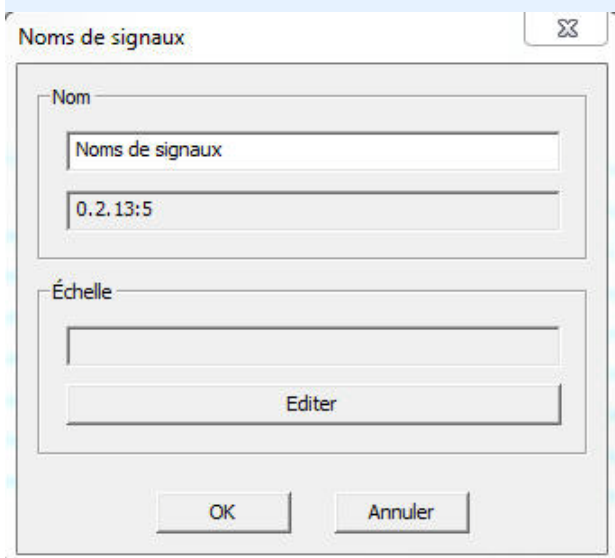 Noms de signaux
Nom
Noms de signaux
0.2.13:5
Échelle
Editer
OK Annuler